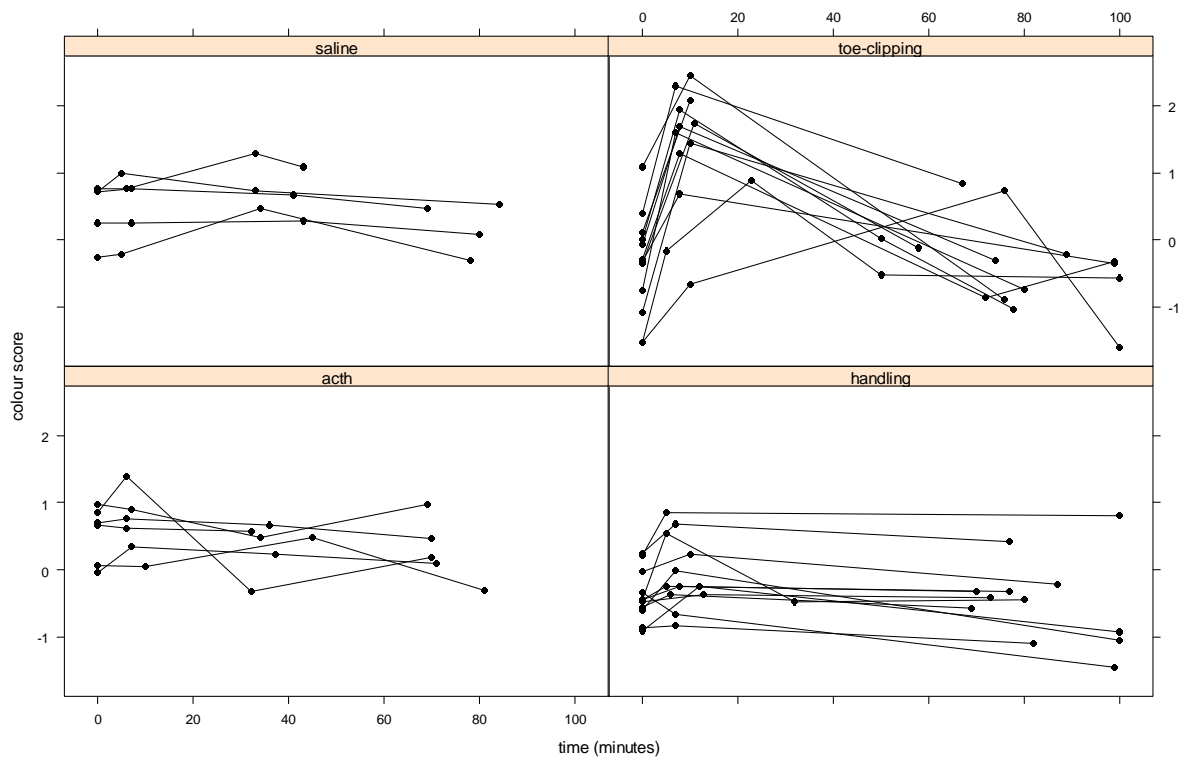 0 20 40 60 80 100
saline toe-clipping
2
1
0
-1
acth handling
2
1
0
-1
0 20 40 60 80 100
colour score
time (minutes)